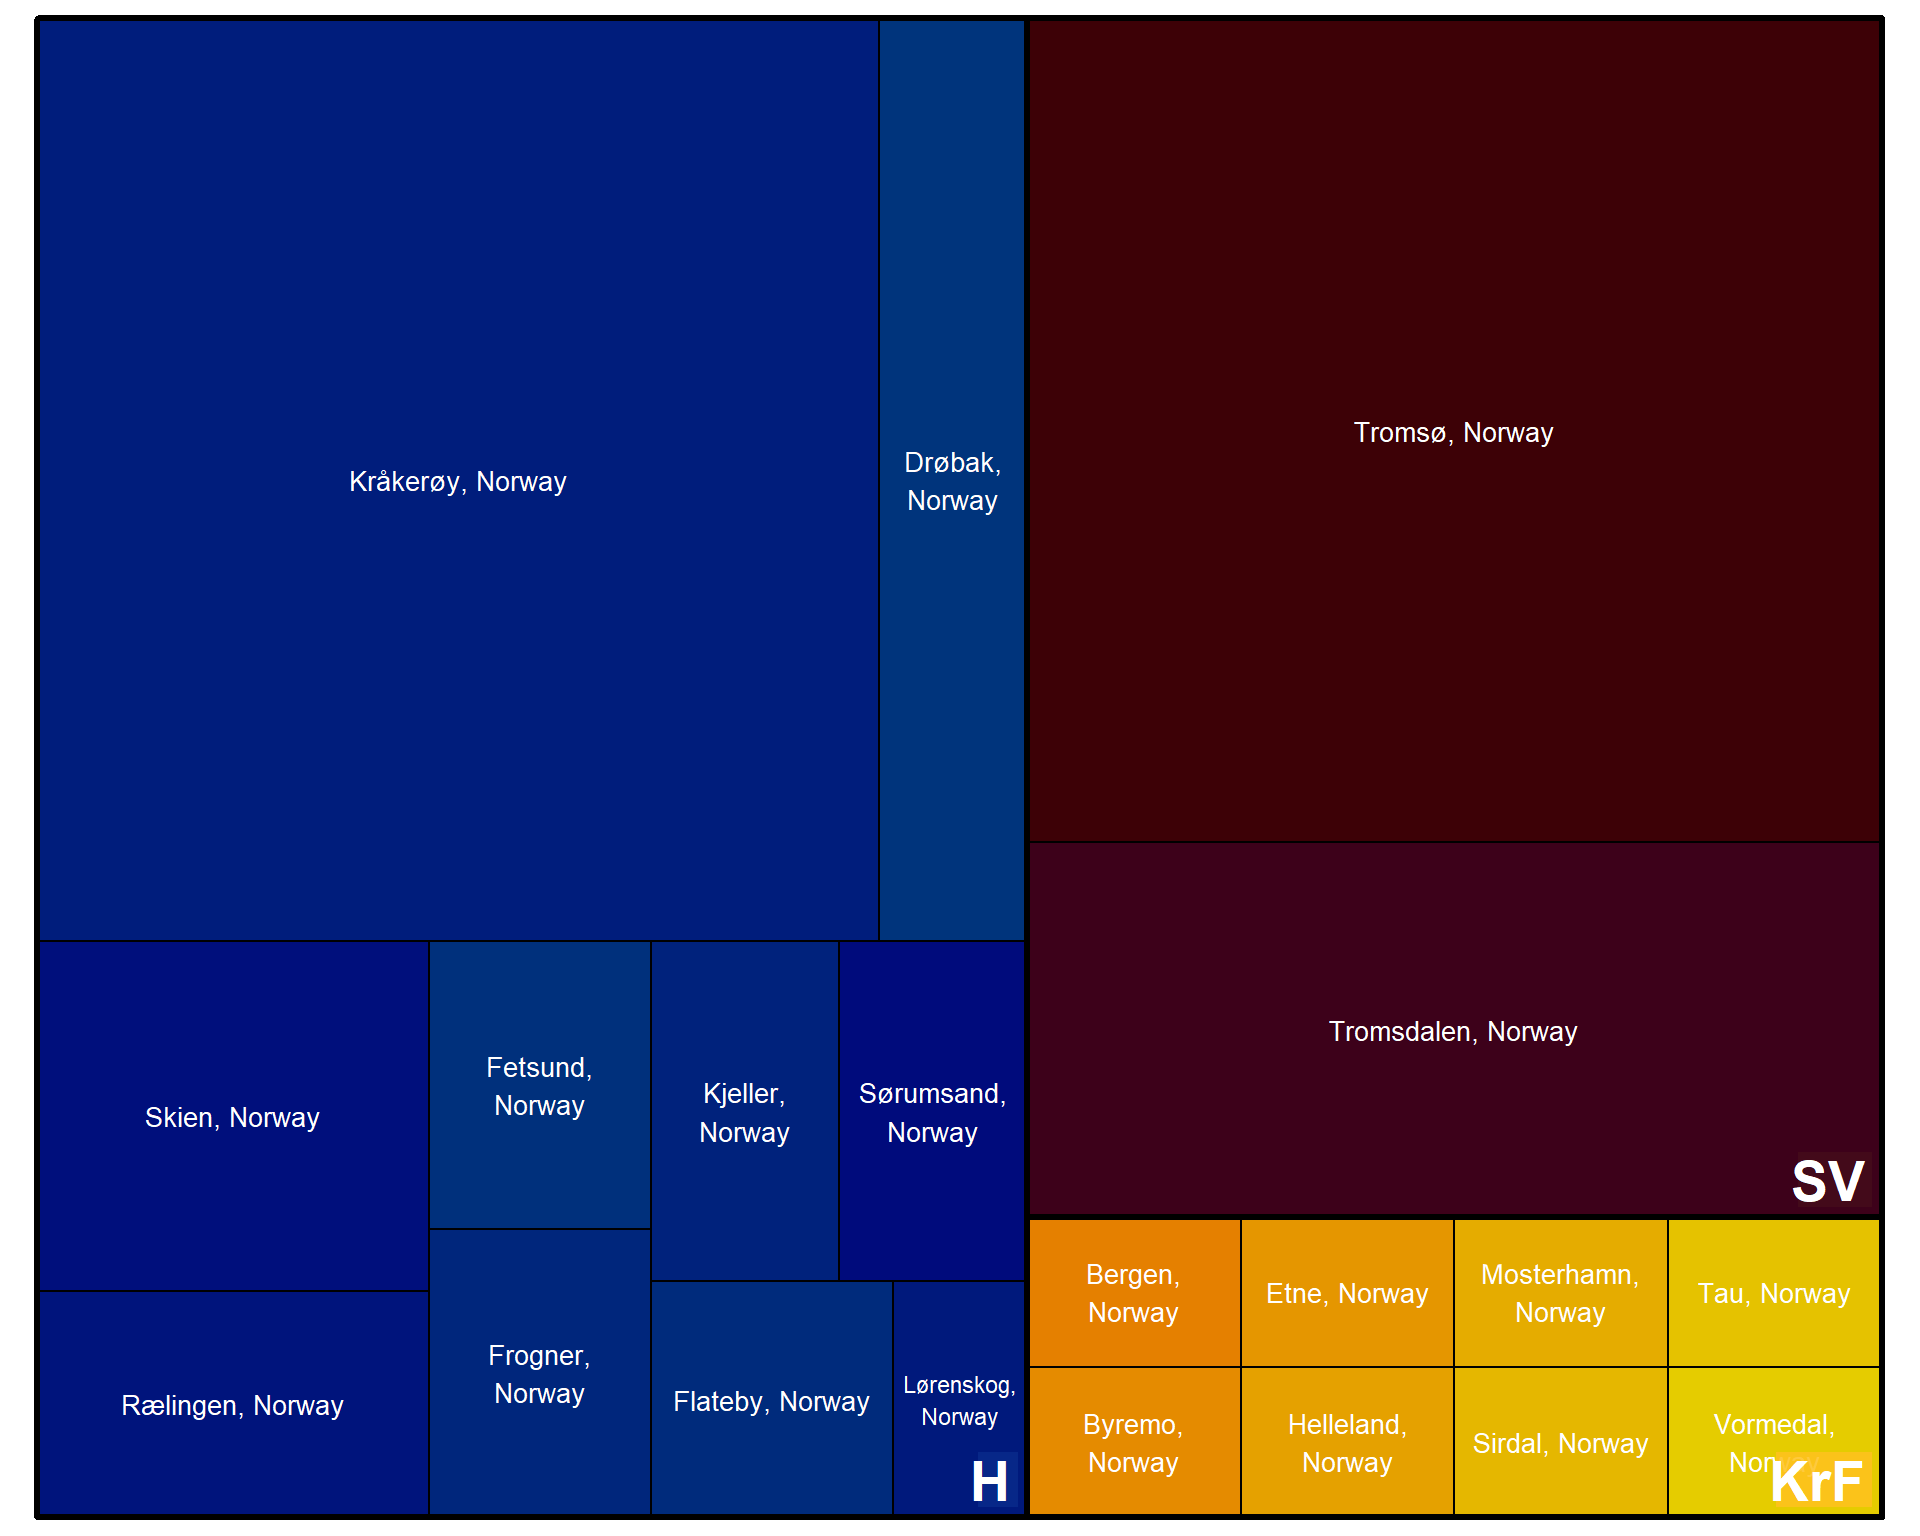 Kråkerøy, Norway
Drøbak,
Norway
Skien, Norway
Rælingen, Norway
Fetsund,
Norway
Frogner,
Norway
Kjeller,
Norway
Sørumsand,
Norway
Flateby, Norway
Lørenskog,
Norway
H
Tromsø, Norway
Tromsdalen, Norway
SV
Bergen,
Norway
Etne, Norway
Mosterhamn,
Norway
Tau, Norway
Byremo,
Norway
Helleland,
Norway
Sirdal, Norway
Vormedal,
Norway
KrF